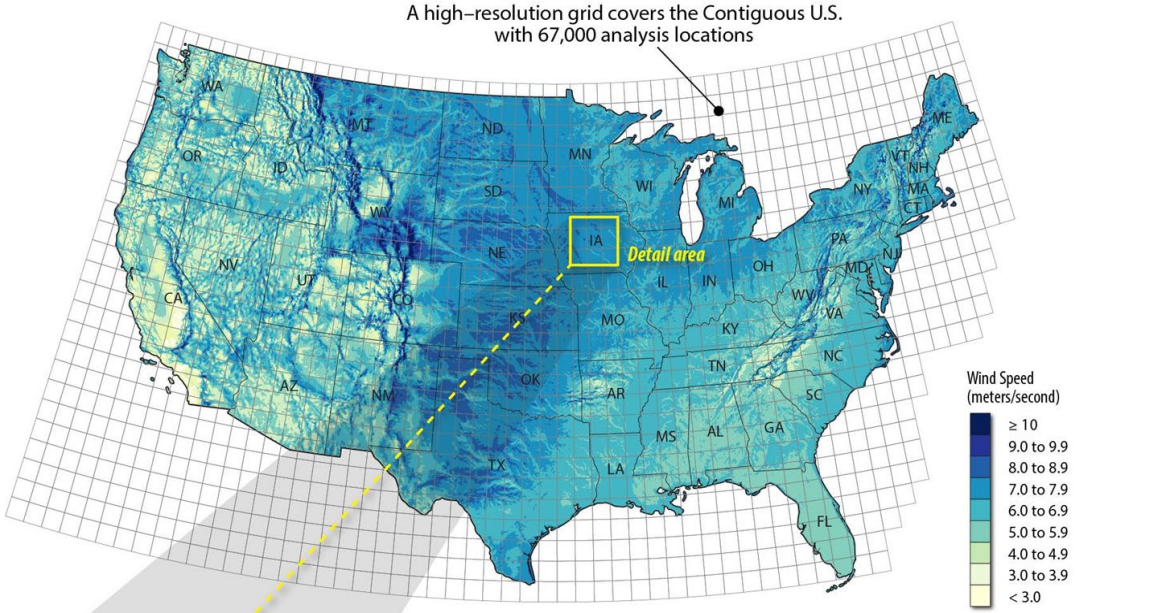 A high–resolution grid covers the Contiguous U.S.
with 67,000 analysis locations
WA
MT
ND
MN
ME
OR
ID
SD
WI
VT
NH
MI
NY
MA
CT
WY
NE
IA
Detail area
PA
NJ
NV
UT
CO
IL
IN
OH
MD
WV
CA
KS
MO
KY
VA
AZ
NM
OK
AR
TN
NC
SC
TX
LA
MS
AL
GA
FL
Wind Speed
(meters/second)
≥ 10
9.0 to 9.9
8.0 to 8.9
7.0 to 7.9
6.0 to 6.9
5.0 to 5.9
4.0 to 4.9
3.0 to 3.9
< 3.0